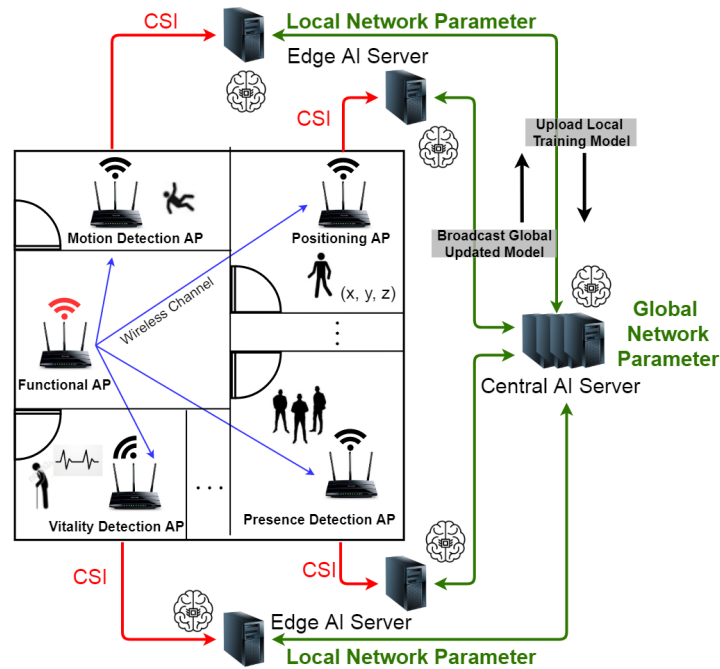 CSI
Local Network Parameter
Edge AI Server
CSI
Upload Local
Training Model
Motion Detection AP
Positioning AP
Broadcast Global
Updated Model
Wireless Channel
(x, y, z)
Functional AP
Global
Network
Parameter
Central AI Server
Vitality Detection AP
Presence Detection AP
CSI
CSI
Edge AI Server
Local Network Parameter